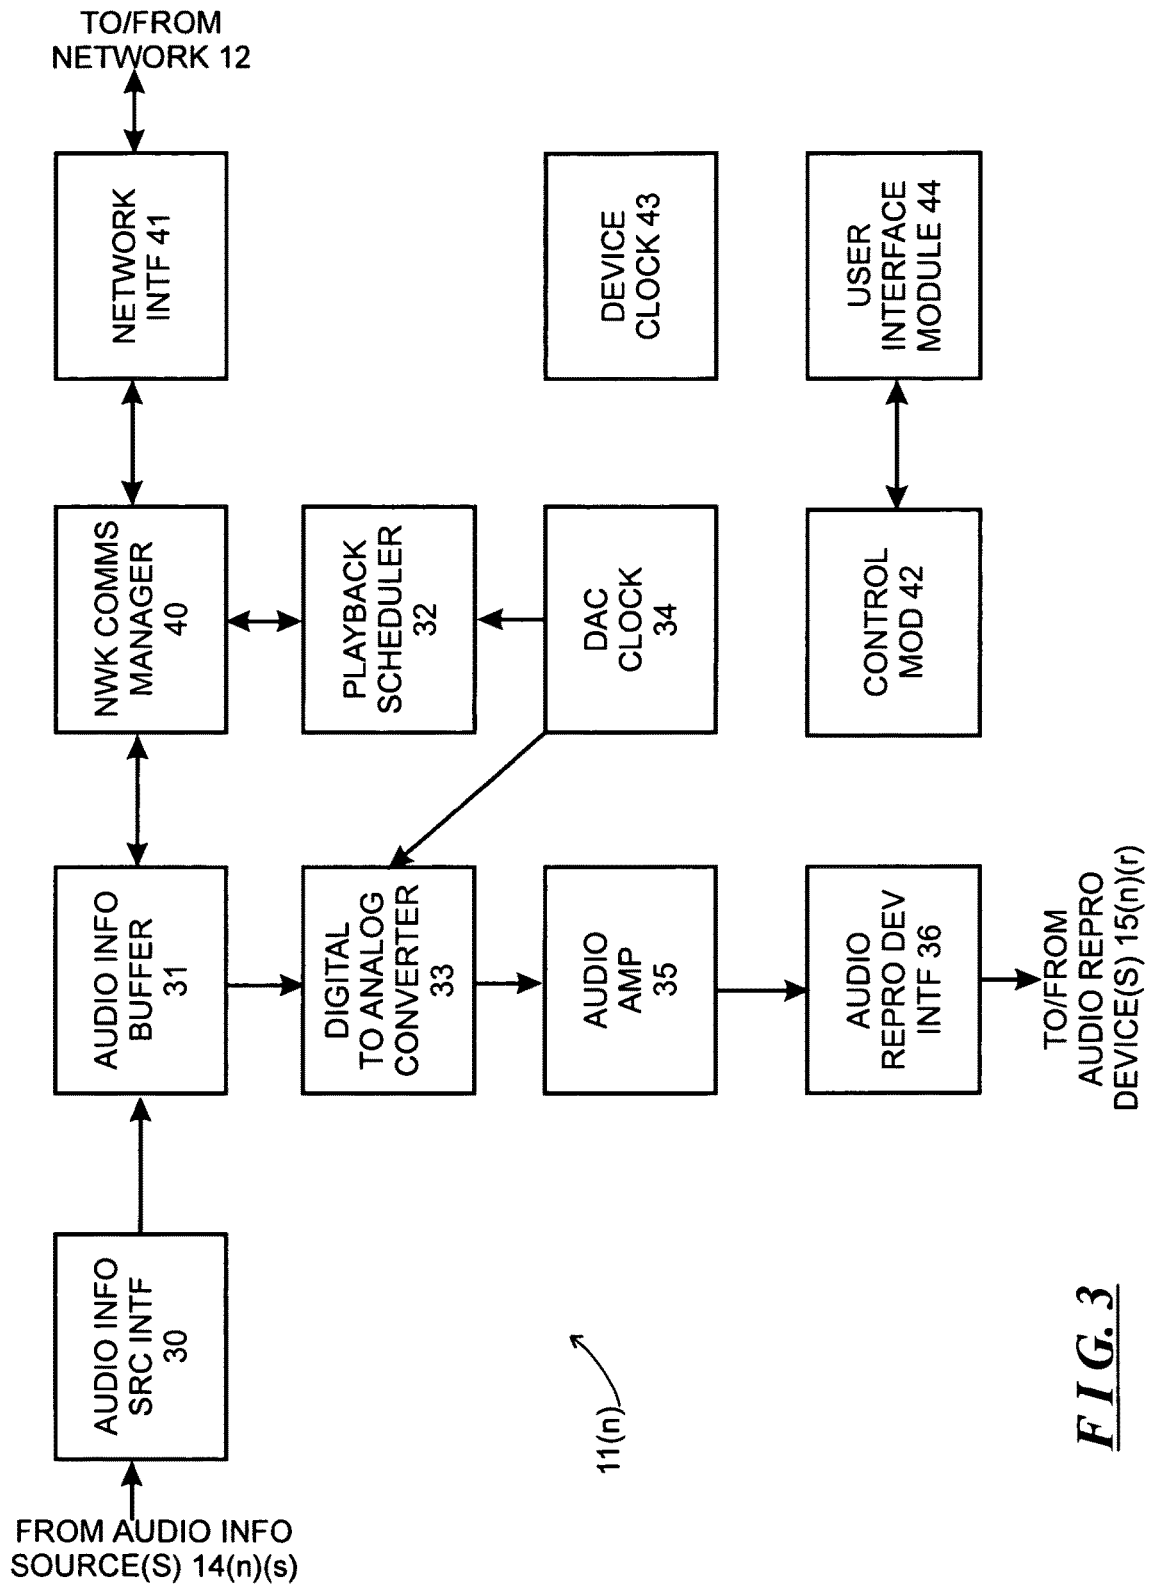 TO/FROM
NETWORK 12
NETWORK
INTF 41
DEVICE
CLOCK 43
USER
INTERFACE
MODULE 44
NWK COMMS
MANAGER
40
PLAYBACK
SCHEDULER
32
DAC
CLOCK
34
CONTROL
MOD 42
AUDIO INFO
BUFFER
31
DIGITAL
TO ANALOG
CONVERTER
33
AUDIO
AMP
35
AUDIO
REPRO DEV
INTF 36
TO/FROM
AUDIO REPRO
DEVICE(S) 15(n)(r)
AUDIO INFO
SRC INTF
30
11(n)
FROM AUDIO INFO
SOURCE(S) 14(n)(s)
FIG. 3